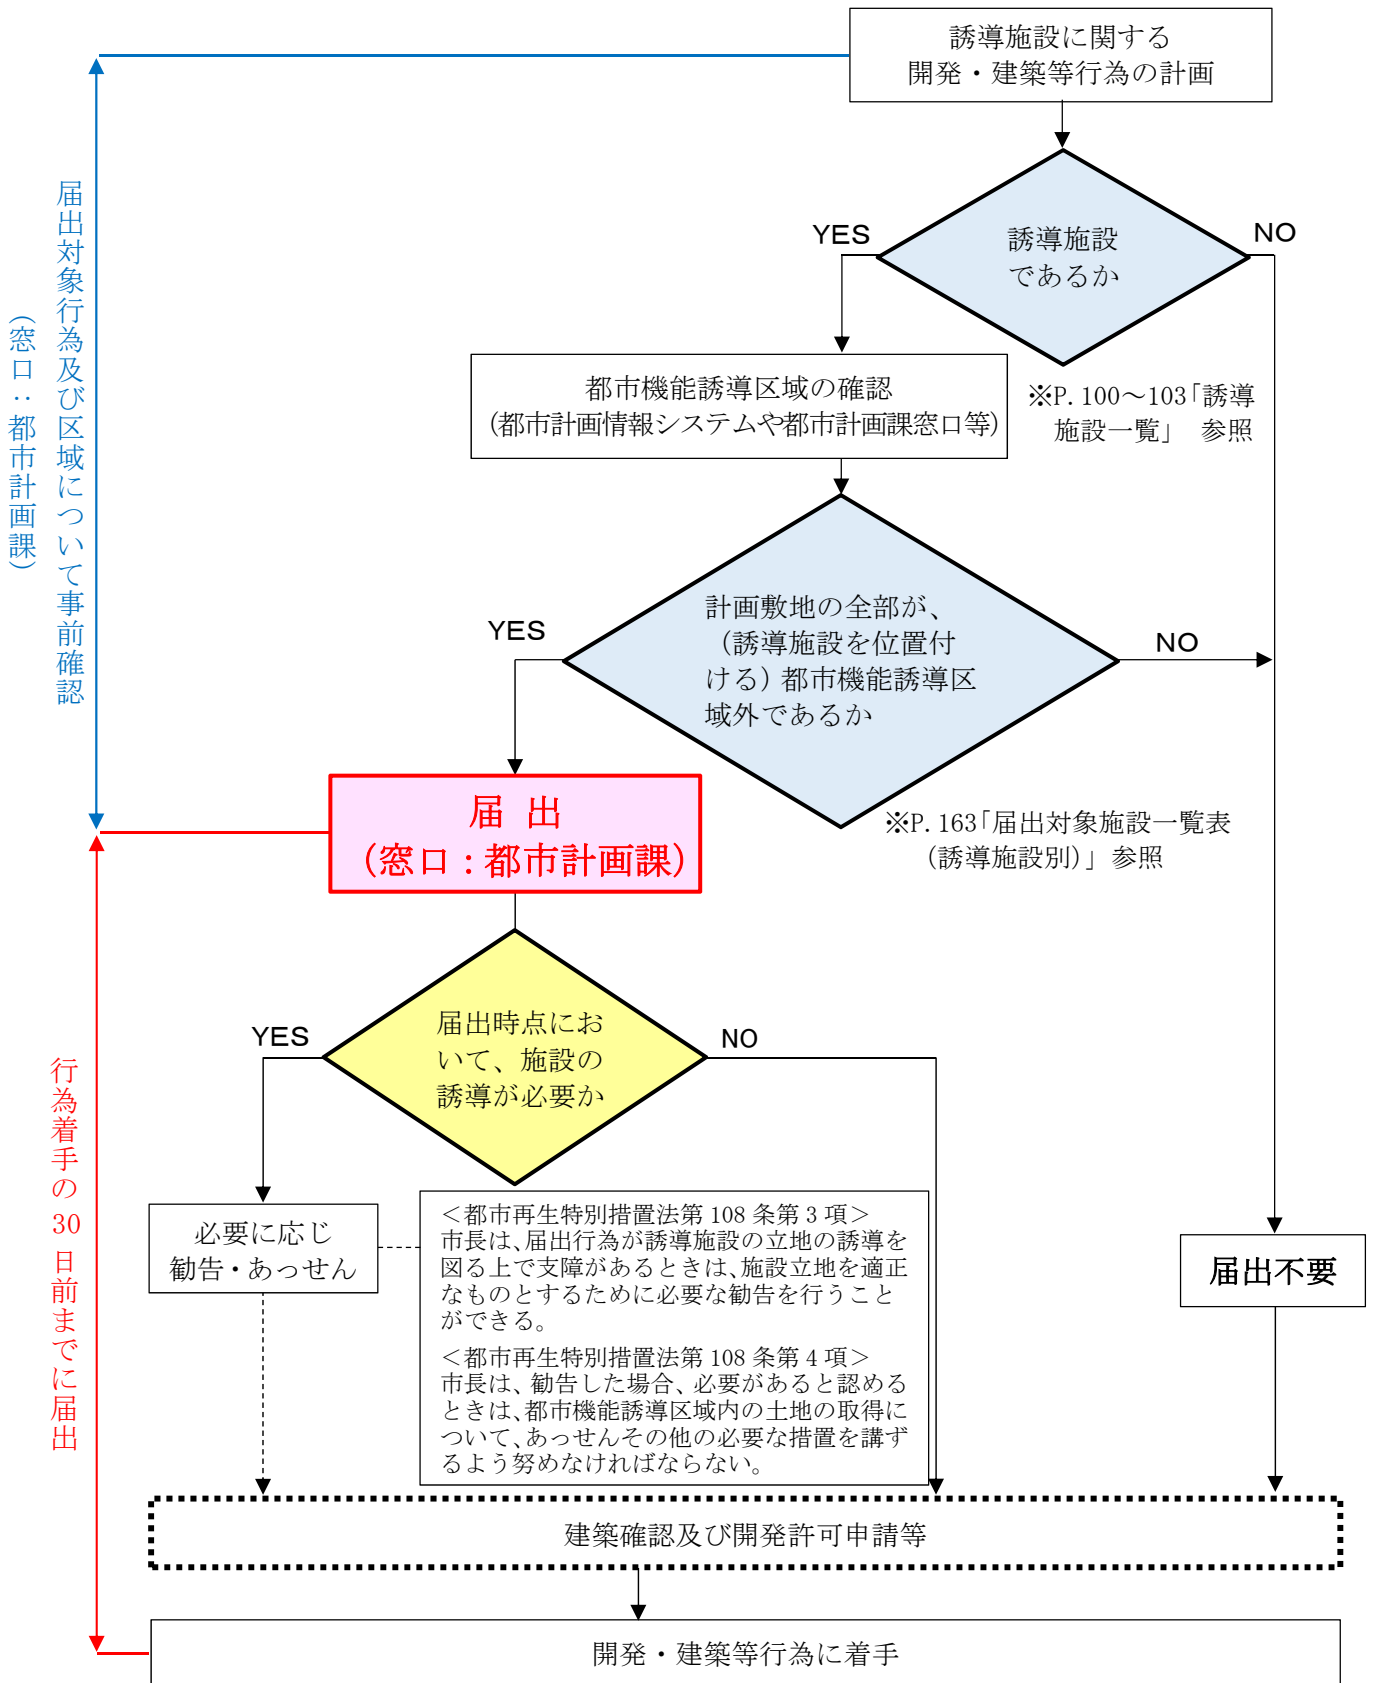 誘導施設に関する
開発・建築等行為の計画
誘導施設
であるか
YES
NO
※P.100～103「誘導
施設一覧」 参照
都市機能誘導区域の確認
(都市計画情報システムや都市計画課窓口等)
計画敷地の全部が、
(誘導施設を位置付
ける)都市機能誘導区
域外であるか
YES
NO
※P.163「届出対象施設一覧表
(誘導施設別)」参照
届出対象行為及び区域について事前確認
(窓口：都市計画課)
届 出
(窓口：都市計画課)
届出時点にお
いて、施設の
誘導が必要か
YES
NO
行為着手の30日前までに届出
必要に応じ
勧告・あっせん
＜都市再生特別措置法第 108 条第 3 項＞
市長は、届出行為が誘導施設の立地の誘導を
図る上で支障があるときは、施設立地を適正
なものとするために必要な勧告を行うこと
ができる。
＜都市再生特別措置法第 108 条第 4 項＞
市長は、勧告した場合、必要があると認める
ときは、都市機能誘導区域内の土地の取得に
ついて、あっせんその他の必要な措置を講ず
るよう努めなければならない。
届出不要
建築確認及び開発許可申請等
開発・建築等行為に着手